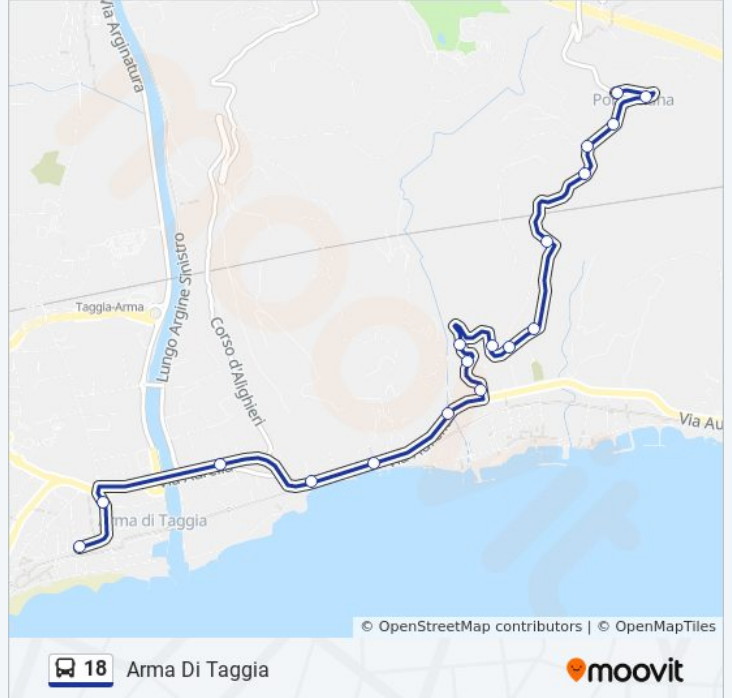 Via Arginatura
Taggia-Arma
Lungo Argine Sinistro
Corso d'Alighieri
Via Au
Arma di Taggia
© OpenStreetMap contributors | © OpenMapTiles
18 Arma Di Taggia
moovit